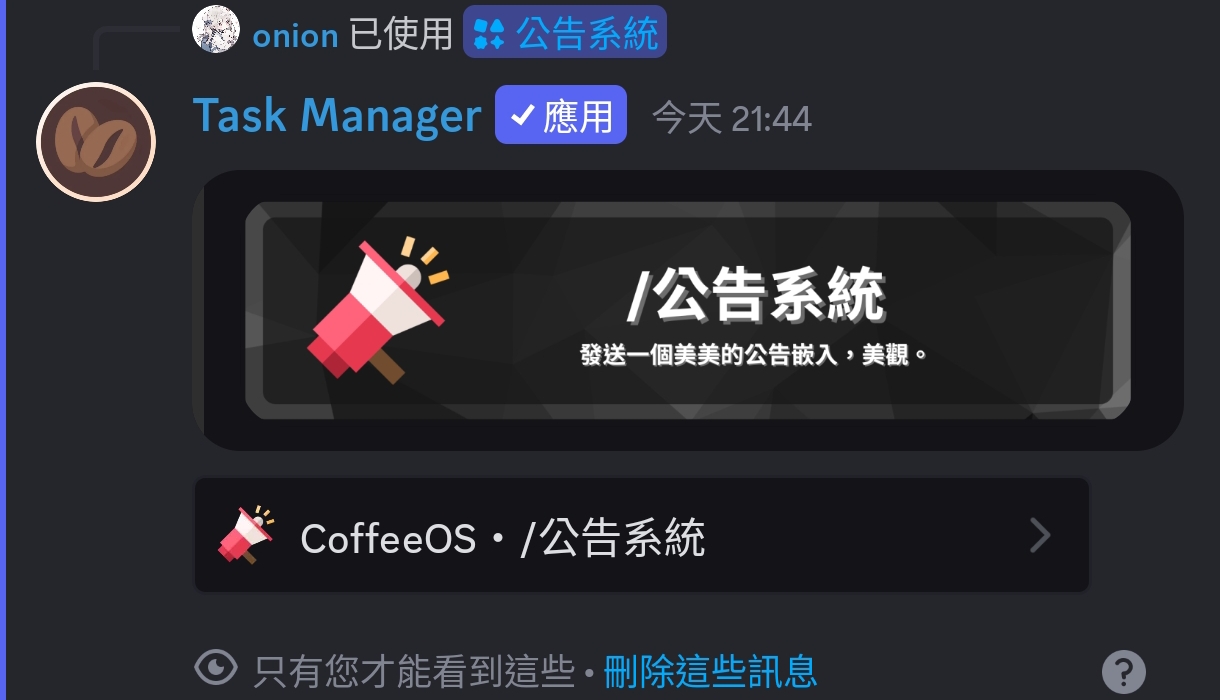 onion 已使用 公告系統
Task Manager ✓ 應用 今天 21:44
/公告系統
發送一個美美的公告嵌入，美觀。
CoffeeOS • /公告系統
只有您才能看到這些 • 刪除這些訊息 ?